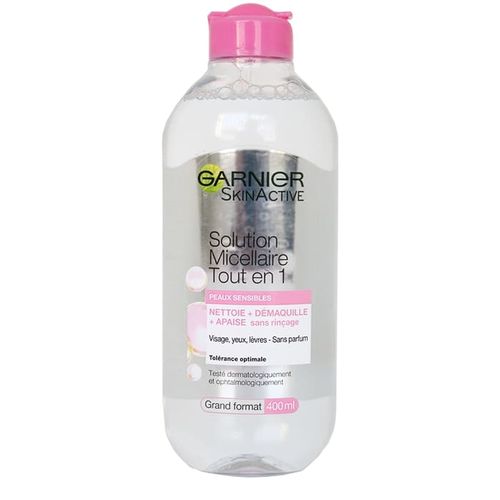 GARNIER
SKINACTIVE
Solution
Micellaire
Tout en 1
PEAUX SENSIBLES
NETTOIE + DÉMAQUILLE
+ APAISE sans rinçage
Visage, yeux, lèvres - Sans parfum
Tolérance optimale
Testé dermatologiquement
et ophtalmologiquement
Grand format 400 ml